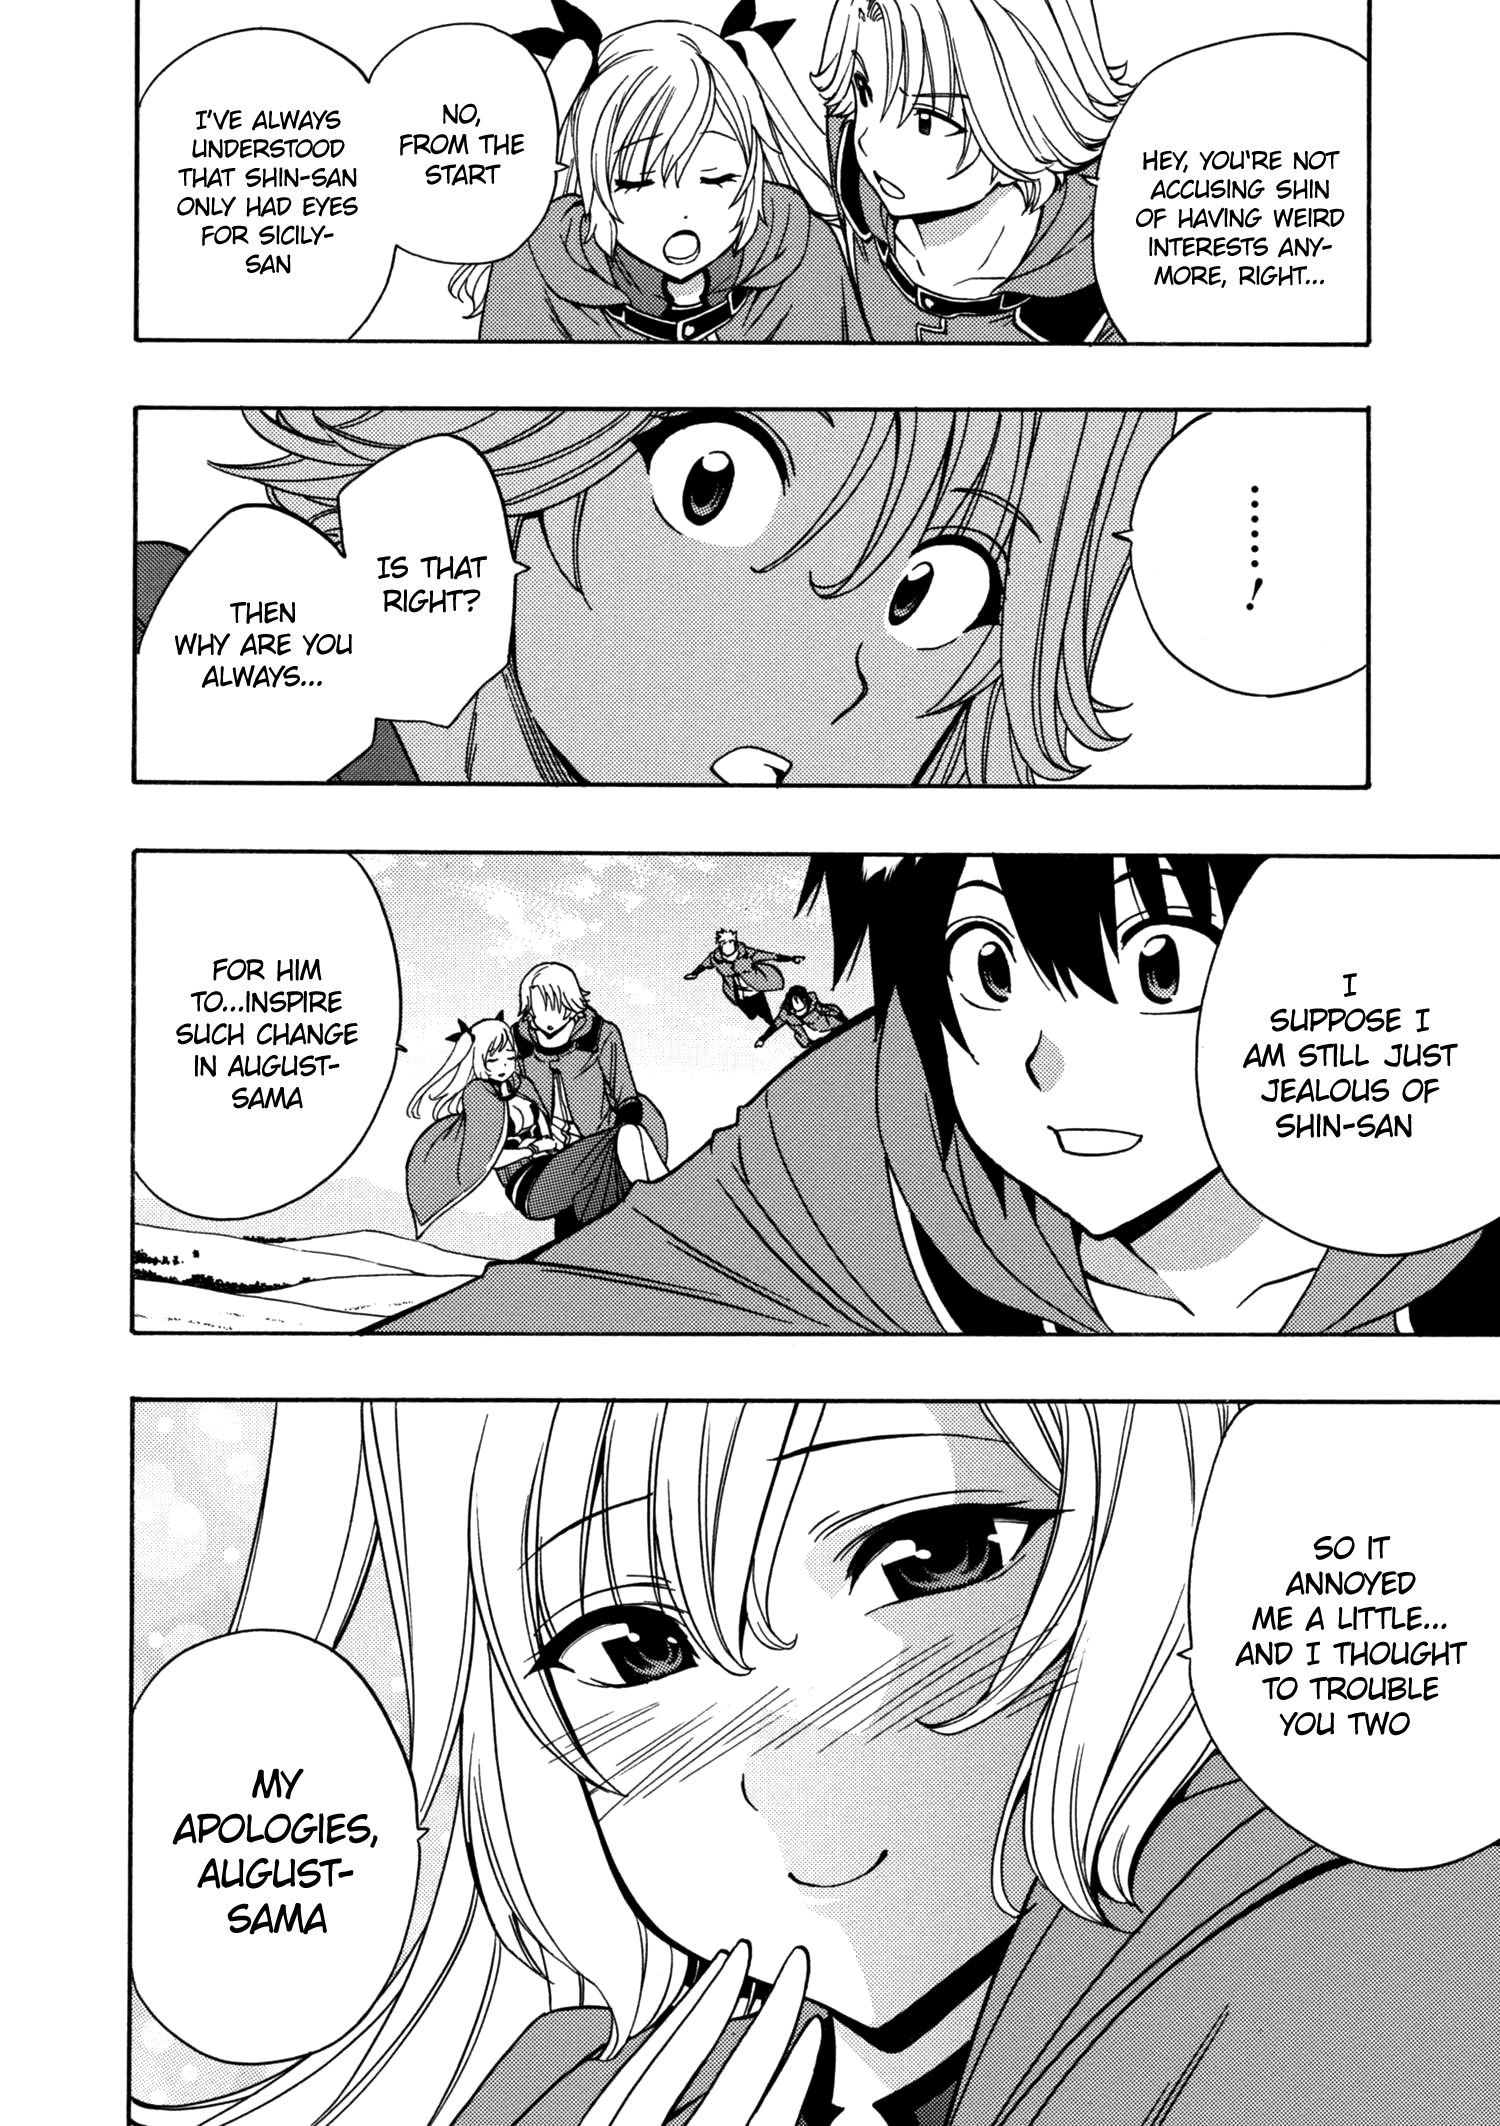 HEY, YOU'RE NOT
ACCUSING SHIN
OF HAVING WEIRD
INTERESTS ANY-
MORE, RIGHT...
NO,
FROM THE
START
I'VE ALWAYS
UNDERSTOOD
THAT SHIN-SAN
ONLY HAD EYES
FOR SICILY-
SAN
......!
IS THAT
RIGHT?
THEN
WHY ARE YOU
ALWAYS...
I
SUPPOSE I
AM STILL JUST
JEALOUS OF
SHIN-SAN
FOR HIM
TO...INSPIRE
SUCH CHANGE
IN AUGUST-
SAMA
SO IT
ANNOYED
ME A LITTLE...
AND I THOUGHT
TO TROUBLE
YOU TWO
MY
APOLOGIES,
AUGUST-
SAMA